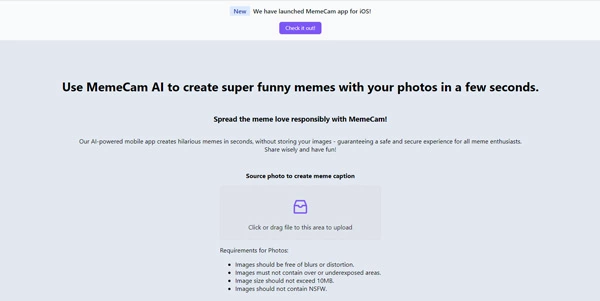 New We have launched MemeCam app for iOS!
Check it out!
Use MemeCam AI to create super funny memes with your photos in a few seconds.
Spread the meme love responsibly with MemeCam!
Our AI-powered mobile app creates hilarious memes in seconds, without storing your images - guaranteeing a safe and secure experience for all meme enthusiasts.
Share wisely and have fun!
Source photo to create meme caption
Click or drag file to this area to upload
Requirements for Photos:
Images should be free of blurs or distortion.
Images must not contain over or underexposed areas.
Image size should not exceed 10MB.
Images should not contain NSFW.